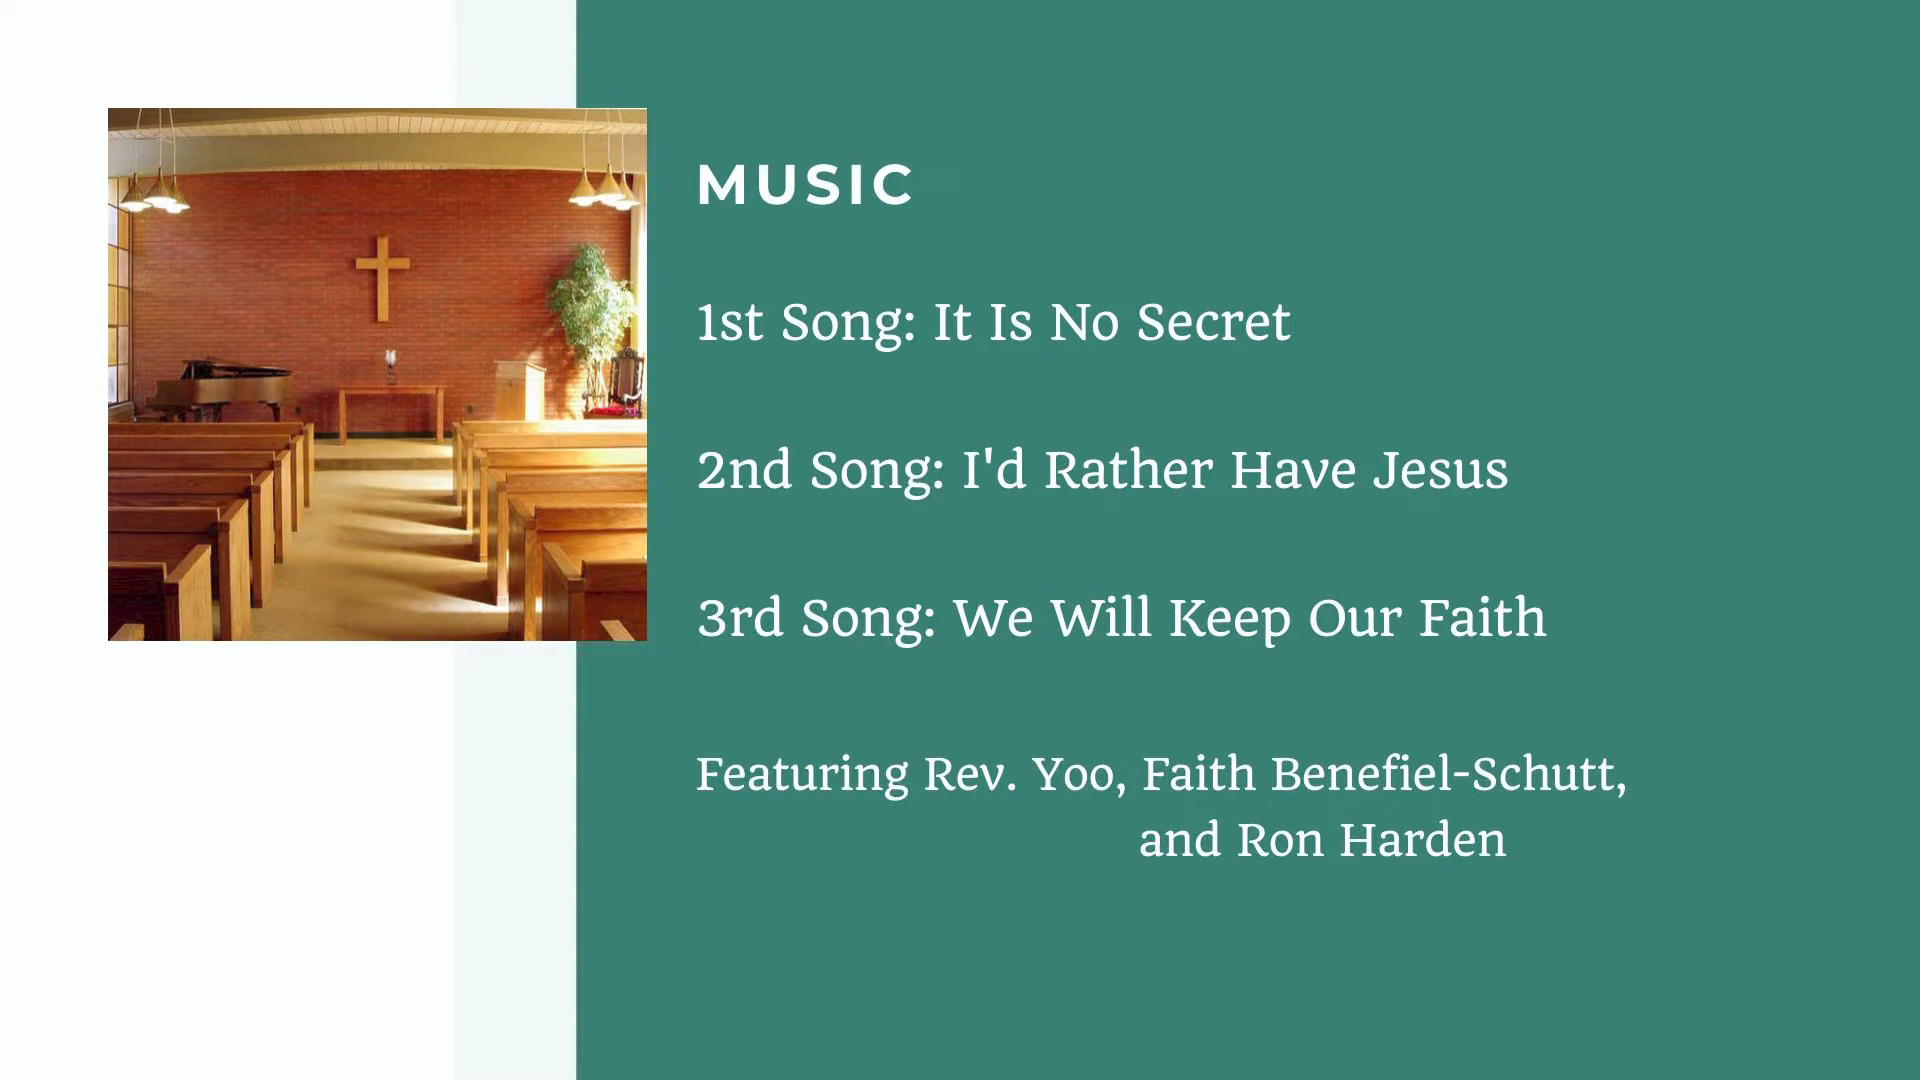 MUSIC
1st Song: It Is No Secret
2nd Song: I'd Rather Have Jesus
3rd Song: We Will Keep Our Faith
Featuring Rev. Yoo, Faith Benefiel-Schutt,
and Ron Harden